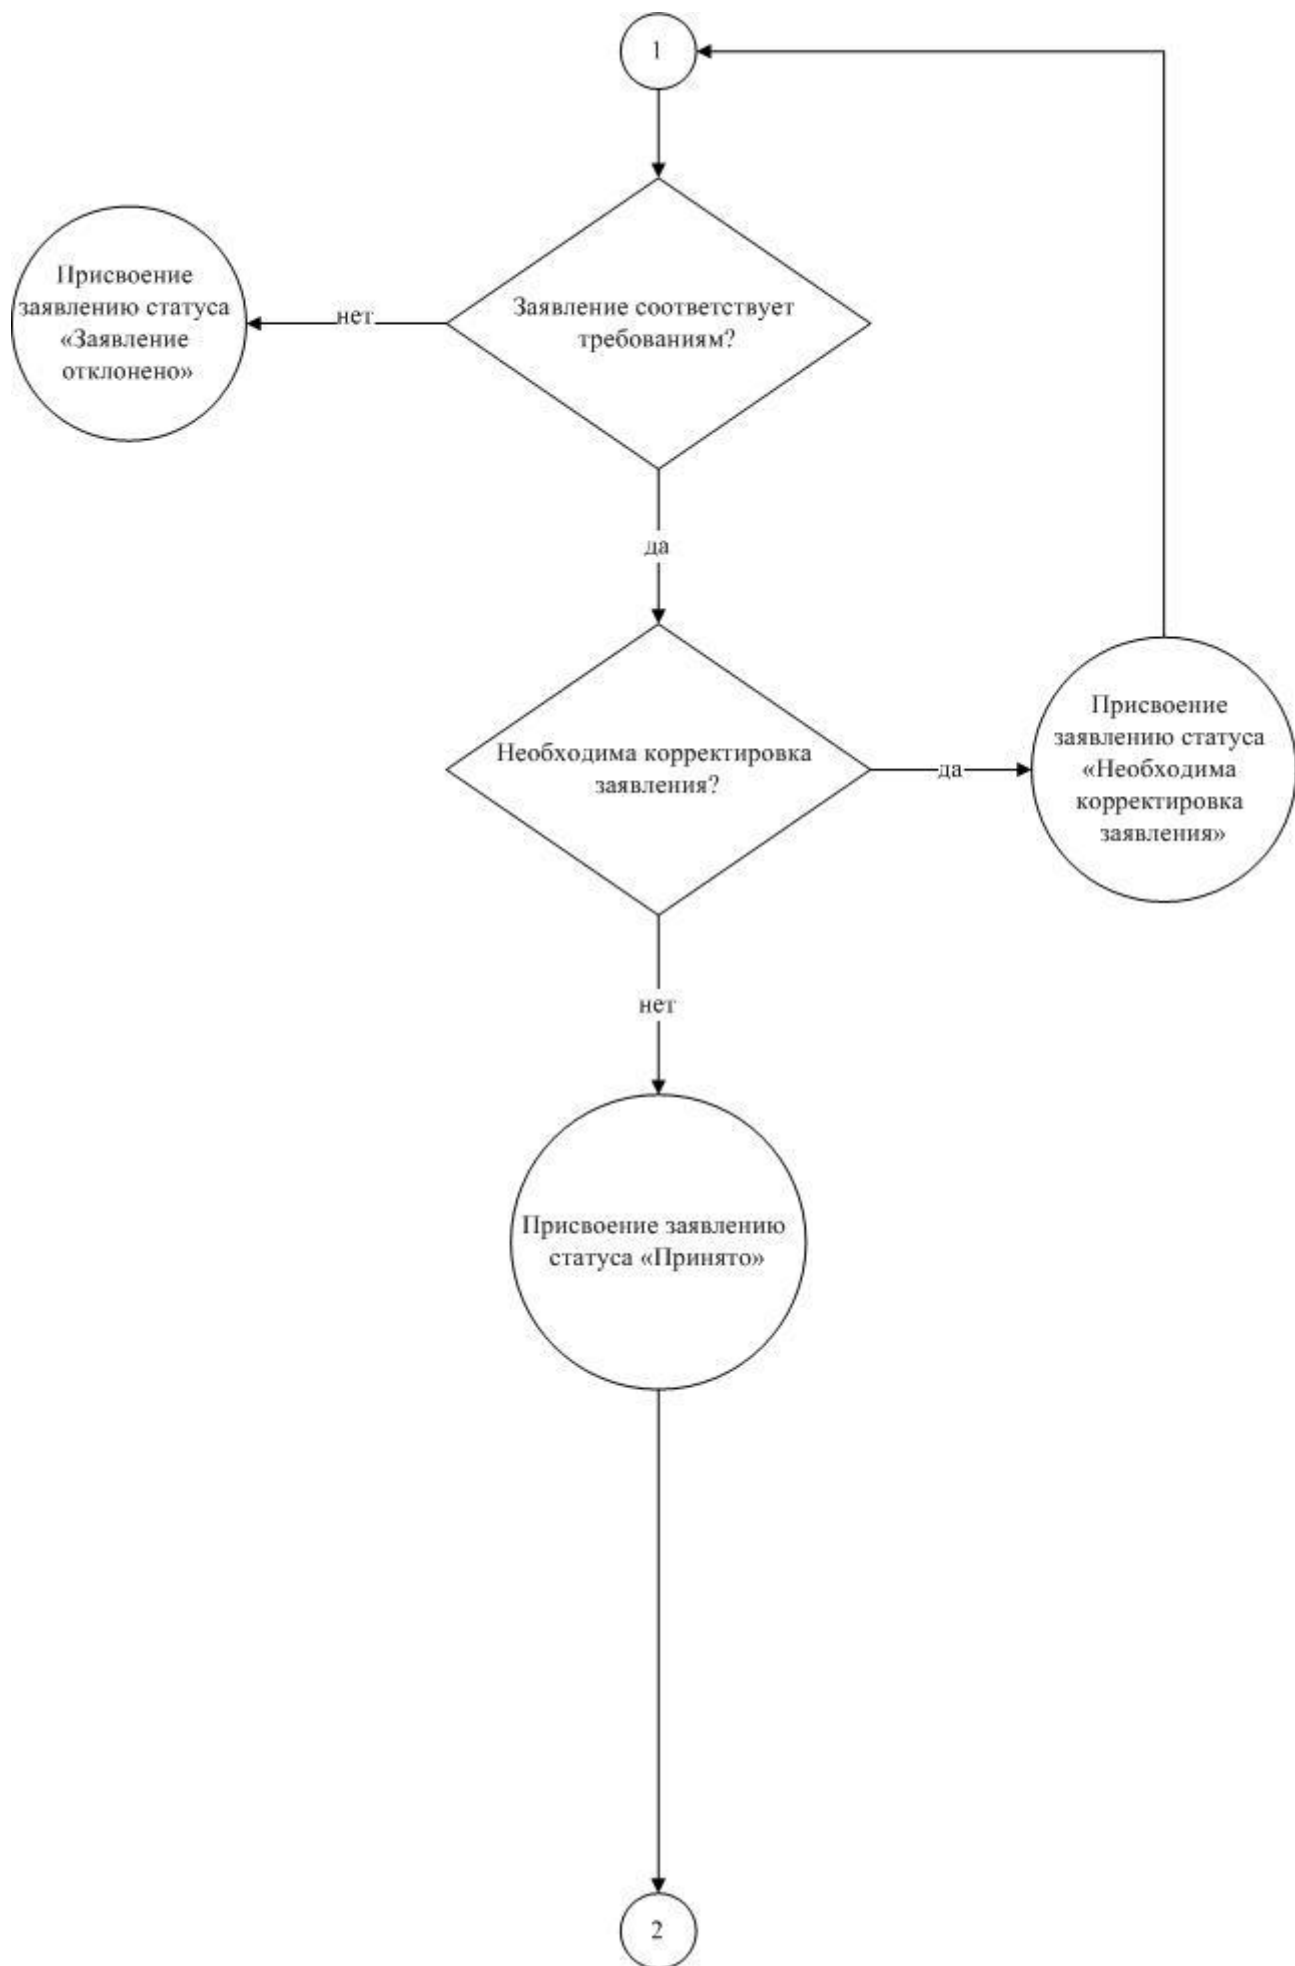 1
Заявление соответствует
требованиям?
нет
Присвоение
заявлению статуса
«Заявление
отклонено»
да
Необходима корректировка
заявления?
да
Присвоение
заявлению статуса
«Необходима
корректировка
заявления»
нет
Присвоение заявлению
статуса «Принято»
2